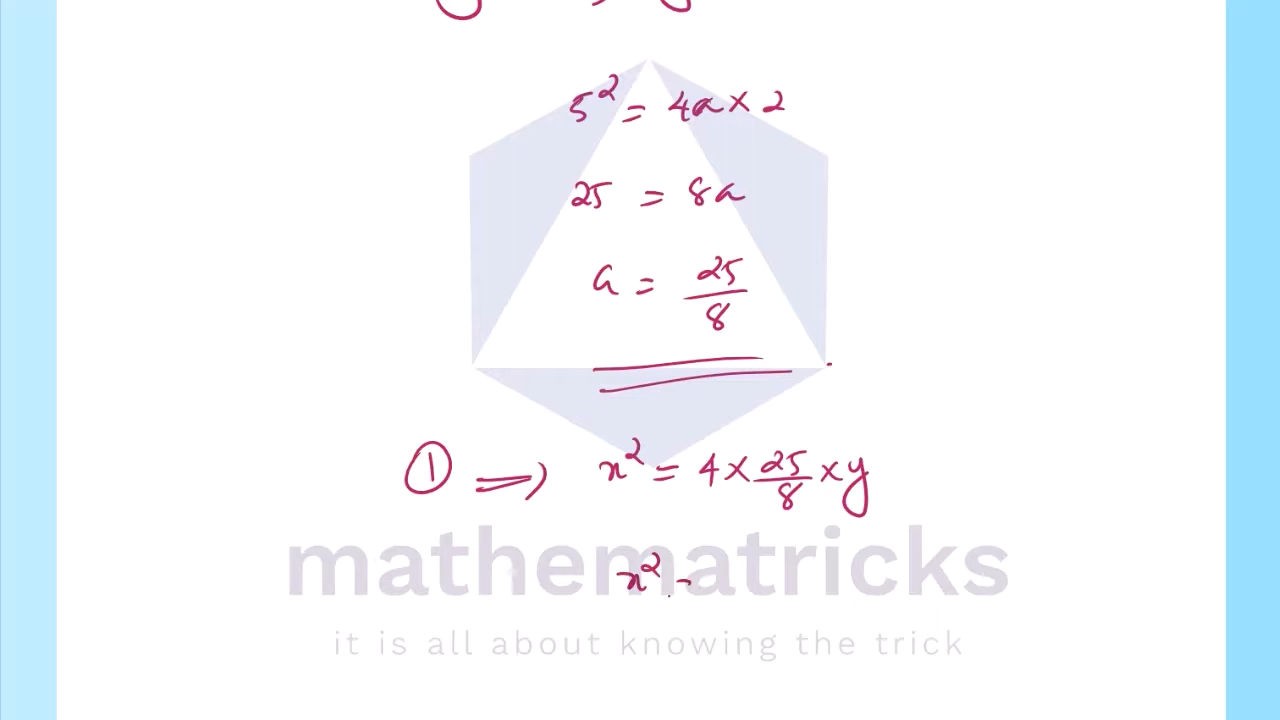 5² = 4a × 2
25 = 8a
a = 25/8
① ⟹ x² = 4 × 25/8 × y
x² =
mathematricks
it is all about knowing the trick